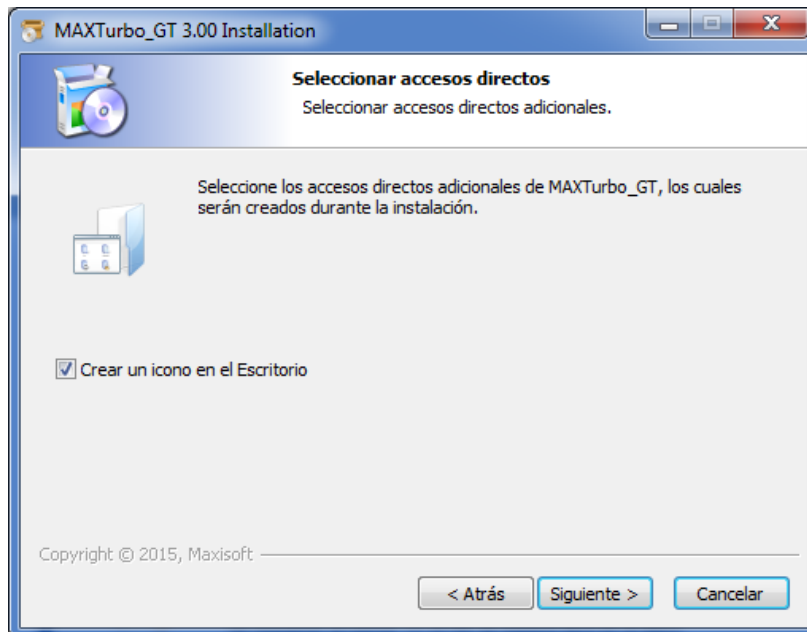 MAXTurbo_GT 3.00 Installation
Seleccionar accesos directos
Seleccionar accesos directos adicionales.
Seleccione los accesos directos adicionales de MAXTurbo_GT, los cuales
serán creados durante la instalación.
Crear un icono en el Escritorio
Copyright © 2015, Maxisoft
< Atrás
Siguiente >
Cancelar